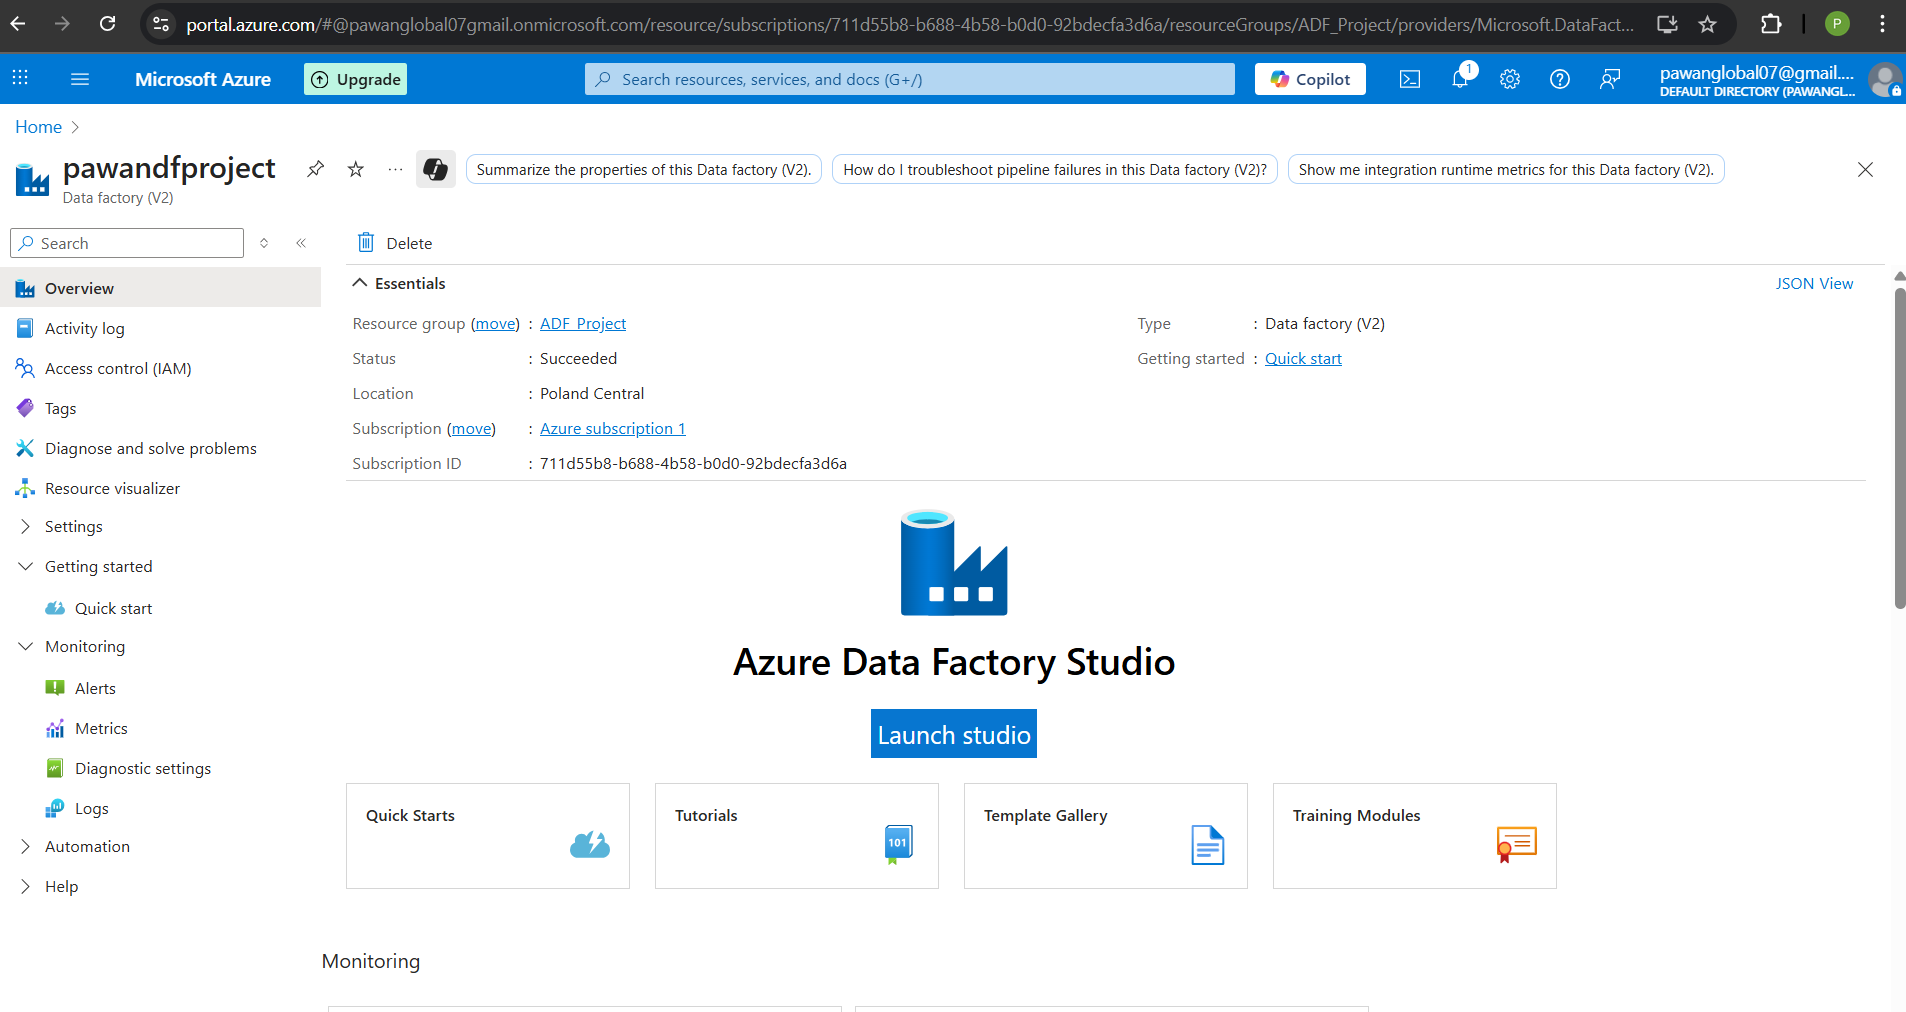 portal.azure.com/#@pawanglobal07gmail.onmicrosoft.com/resource/subscriptions/711d55b8-b688-4b58-b0d0-92bdecfa3d6a/resourceGroups/ADF_Project/providers/Microsoft.DataFact...
P
Microsoft Azure
Upgrade
Search resources, services, and docs (G+/)
Copilot
1
pawanglobal07@gmail....
DEFAULT DIRECTORY (PAWANGL...
Home
pawandfproject
...
Summarize the properties of this Data factory (V2).
How do I troubleshoot pipeline failures in this Data factory (V2)?
Show me integration runtime metrics for this Data factory (V2).
Data factory (V2)
Search
Delete
Overview
Activity log
Access control (IAM)
Tags
Diagnose and solve problems
Resource visualizer
Settings
Getting started
Quick start
Monitoring
Alerts
Metrics
Diagnostic settings
Logs
Automation
Help
Essentials
JSON View
Resource group (move) : ADF_Project
Status : Succeeded
Location : Poland Central
Subscription (move) : Azure subscription 1
Subscription ID : 711d55b8-b688-4b58-b0d0-92bdecfa3d6a
Type : Data factory (V2)
Getting started : Quick start
Azure Data Factory Studio
Launch studio
Quick Starts
Tutorials
101
Template Gallery
Training Modules
Monitoring